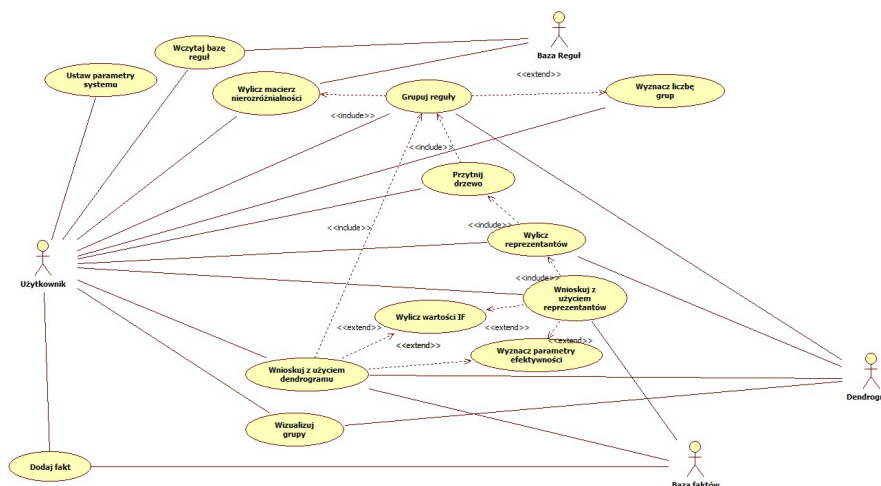 Baza Reguł
Wczytaj bazę
reguł
Ustaw parametry
systemu
Wylicz macierz
nierozróżnialności
Grupuj reguły
<<extend>>
Wyznacz liczbę
grup
<<include>>
<<include>>
Przytnij
drzewo
<<include>>
<<include>>
Wylicz
reprezentantów
Użytkownik
<<include>>
Wnioskuj z
użyciem
reprezentantów
Wylicz wartości IF
<<extend>>
<<extend>>
<<extend>>
<<extend>>
Wyznacz parametry
efektywności
Wnioskuj z użyciem
dendrogramu
Dendrogr
Wizualizuj
grupy
Dodaj fakt
Baza faktów